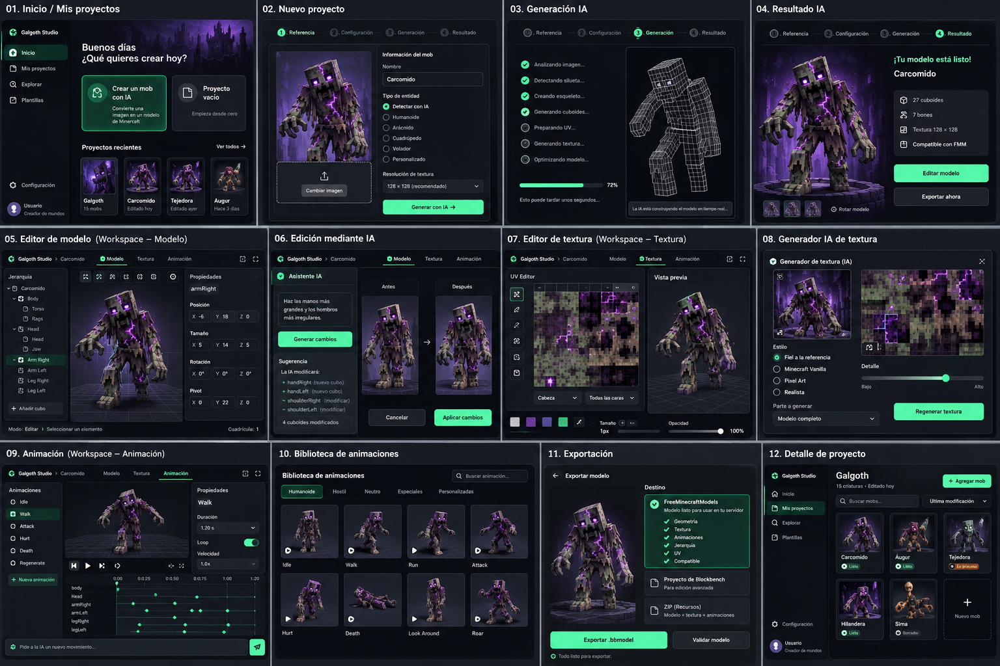 01. Inicio / Mis proyectos
Galgoth Studio
Inicio
Mis proyectos
Explorar
Plantillas
Configuración
Usuario
Creador de mundos
Buenos días
¿Qué quieres crear hoy?
Crear un mob
con IA
Convierte una
imagen en un modelo
de Minecraft
Proyecto
vacío
Empieza desde cero
Proyectos recientes
Ver todos →
Galgoth
15 mobs
Carcomido
Editado hoy
Tejedora
Editado ayer
Augur
Hace 3 días
02. Nuevo proyecto
1. Referencia
2. Configuración
3. Generación
4. Resultado
Cambiar imagen
Información del mob
Nombre
Carcomido
Tipo de entidad
Detectar con IA
Humanoide
Arácnido
Cuadrúpedo
Volador
Personalizado
Resolución de textura
128 × 128 (recomendado)
Generar con IA →
03. Generación IA
. Referencia
2. Configuración
3. Generación
4. Resultado
Analizando imagen...
Detectando silueta...
Creando esqueleto...
Generando cuboides...
Preparando UV...
Generando textura...
Optimizando modelo...
72%
Esto puede tardar unos segundos...
La IA está construyendo el modelo en tiempo real...
04. Resultado IA
. Referencia
2. Configuración
3. Generación
4. Resultado
Rotar modelo
¡Tu modelo está listo!
Carcomido
27 cuboides
7 bones
Textura 128 × 128
Compatible con FMM
Editar modelo
Exportar ahora
05. Editor de modelo (Workspace – Modelo)
Galgoth Studio > Carcomido
Modelo
Textura
Animación
Jerarquía
Carcomido
Body
Torso
Rags
Head
Head
Jaw
Arm Right
Arm Left
Leg Right
Leg Left
+ Añadir cubo
Propiedades
armRight
Posición
X -6 Y 18 Z 0
Tamaño
X 5 Y 14 Z 5
Rotación
X 0° Y 0° Z 0°
Pivot
X 0 Y 22 Z 0
Modo: Editar
Seleccionar un elemento
Cuadrícula: 1
06. Edición mediante IA
Galgoth Studio > Carcomido
Modelo
Textura
Animación
Asistente IA
Haz las manos más
grandes y los hombros
más irregulares.
Generar cambios
Sugerencia
La IA modificará:
+ handRight (nuevo cubo)
+ handLeft (nuevo cubo)
~ shoulderRight (modificar)
~ shoulderLeft (modificar)
4 cuboides modificados
Antes
→
Después
Cancelar
Aplicar cambios
07. Editor de textura (Workspace – Textura)
Galgoth Studio > Carcomido
Modelo
Textura
Animación
UV Editor
Cabeza
Todas las caras
Vista previa
Tamaño
1px
Opacidad
100%
08. Generador IA de textura
Generador de textura (IA)
Estilo
Fiel a la referencia
Minecraft Vanilla
Pixel Art
Realista
Parte a generar
Modelo completo
Detalle
Bajo
Alto
Regenerar textura
09. Animación (Workspace – Animación)
Galgoth Studio > Carcomido
Modelo
Textura
Animación
Animaciones
Idle
Walk
Attack
Hurt
Death
Regenerate
+ Nueva animación
Propiedades
Walk
Duración
1.20 s
Loop
Velocidad
1.0x
0:00
1:00
1:20
body
Head
armRight
armLeft
legRight
legLeft
Pide a la IA un nuevo movimiento...
10. Biblioteca de animaciones
Biblioteca de animaciones
Buscar animación...
Humanoide
Hostil
Neutro
Especiales
Personalizadas
Idle
Walk
Run
Attack
Hurt
Death
Look Around
Roar
11. Exportación
← Exportar modelo
Destino
FreeMinecraftModels
Modelo listo para usar en tu servidor
Geometría
Textura
Animaciones
Jerarquía
UV
Compatible
Proyecto de Blockbench
Para edición avanzada
ZIP (Recursos)
Modelo + textura + animaciones
Exportar .bbmodel
Validar modelo
Todo listo para exportar.
12. Detalle de proyecto
Galgoth Studio
Inicio
Mis proyectos
Explorar
Plantillas
Configuración
Usuario
Creador de mundos
Galgoth
15 criaturas • Editado hoy
+ Agregar mob
Buscar mobs...
Ultima modificación
Carcomido
Listo
Áugur
Listo
Tejedora
Hilandera
Listo
Sima
Borrador
+
Nuevo mob